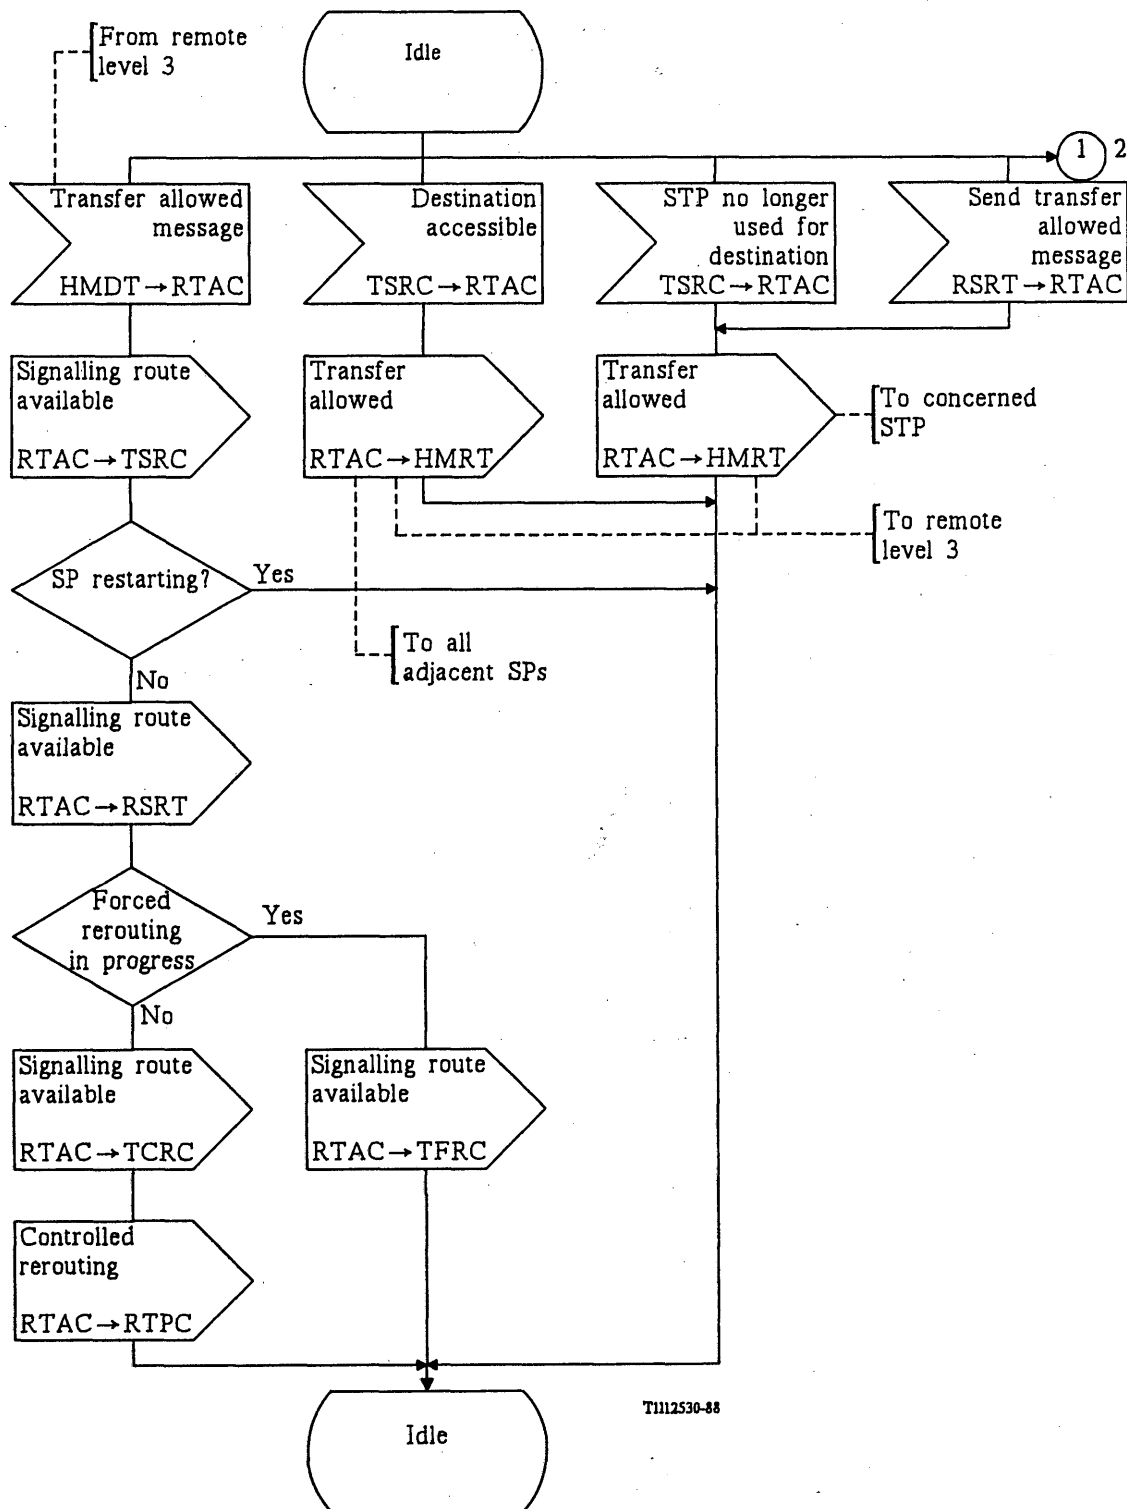 From remote
level 3
Idle
1 2
Transfer allowed
message
HMDT→RTAC
Destination
accessible
TSRC→RTAC
STP no longer
used for
destination
TSRC→RTAC
Send transfer
allowed
message
RSRT→RTAC
Signalling route
available
RTAC→TSRC
Transfer
allowed
RTAC→HMRT
Transfer
allowed
RTAC→HMRT
To concerned
STP
To remote
level 3
SP restarting?
Yes
To all
adjacent SPs
No
Signalling route
available
RTAC→RSRT
Forced
rerouting
in progress
Yes
No
Signalling route
available
RTAC→TCRC
Signalling route
available
RTAC→TFRC
Controlled
rerouting
RTAC→RTPC
T1112530-88
Idle